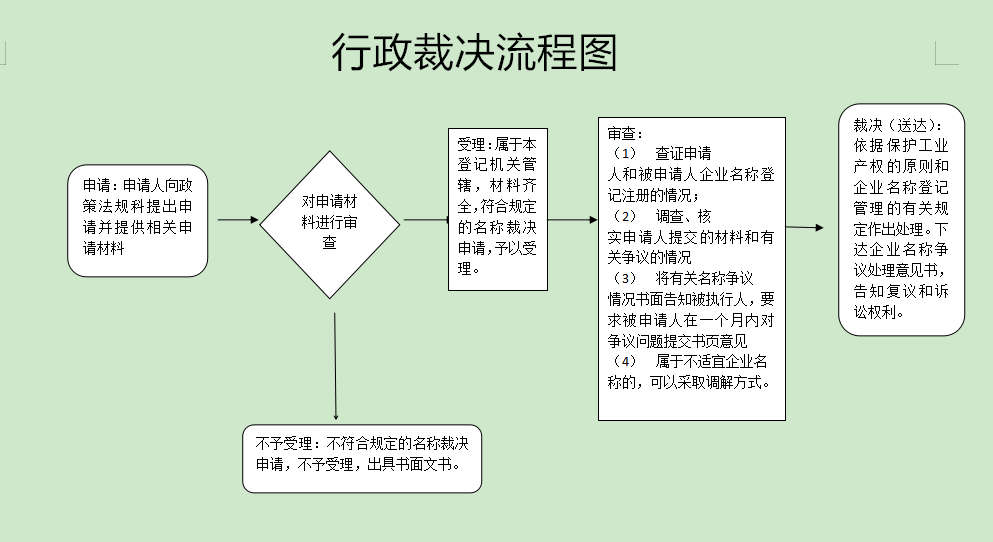 行政裁决流程图
申请：申请人向政
策法规科提出申
请并提供相关申
请材料
对申请材
料进行审
查
受理：属于本
登记机关管
辖，材料齐
全，符合规定
的名称裁决
申请，予以受
理。
审查：
（1） 查证申请
人和被申请人企业名称登
记注册的情况；
（2） 调查、核
实申请人提交的材料和有
关争议的情况
（3） 将有关名称争议
情况书面告知被执行人，要
求被申请人在一个月内对
争议问题提交书页意见
（4） 属于不适宜企业名
称的，可以采取调解方式。
裁决（送达）：
依据保护工业
产权的原则和
企业名称登记
管理的有关规
定作出处理。下
达企业名称争
议处理意见书，
告知复议和诉
讼权利。
不予受理：不符合规定的名称裁决
申请，不予受理，出具书面文书。